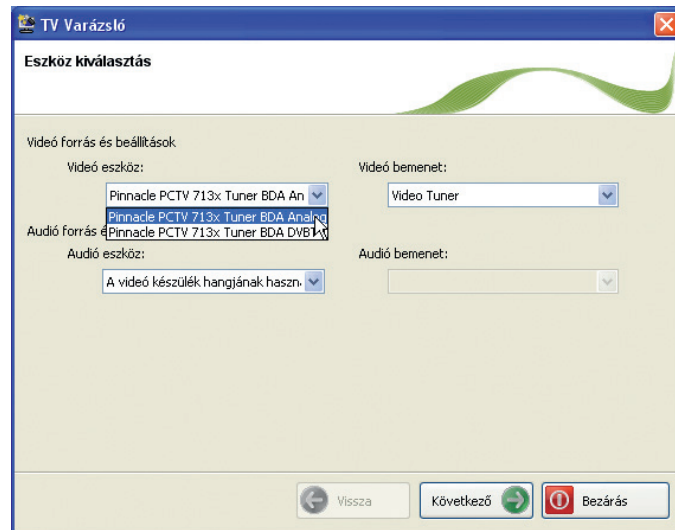 TV Varázsló
Eszköz kiválasztás
Videó forrás és beállítások
Videó eszköz:
Videó bemenet:
Pinnacle PCTV 713x Tuner BDA An
Video Tuner
Pinnacle PCTV 713x Tuner BDA Analog
Audió forrás
Pinnacle PCTV 713x Tuner BDA DVBT
Audió eszköz:
Audió bemenet:
A videó készülék hangjának haszn
Vissza
Következő
Bezárás